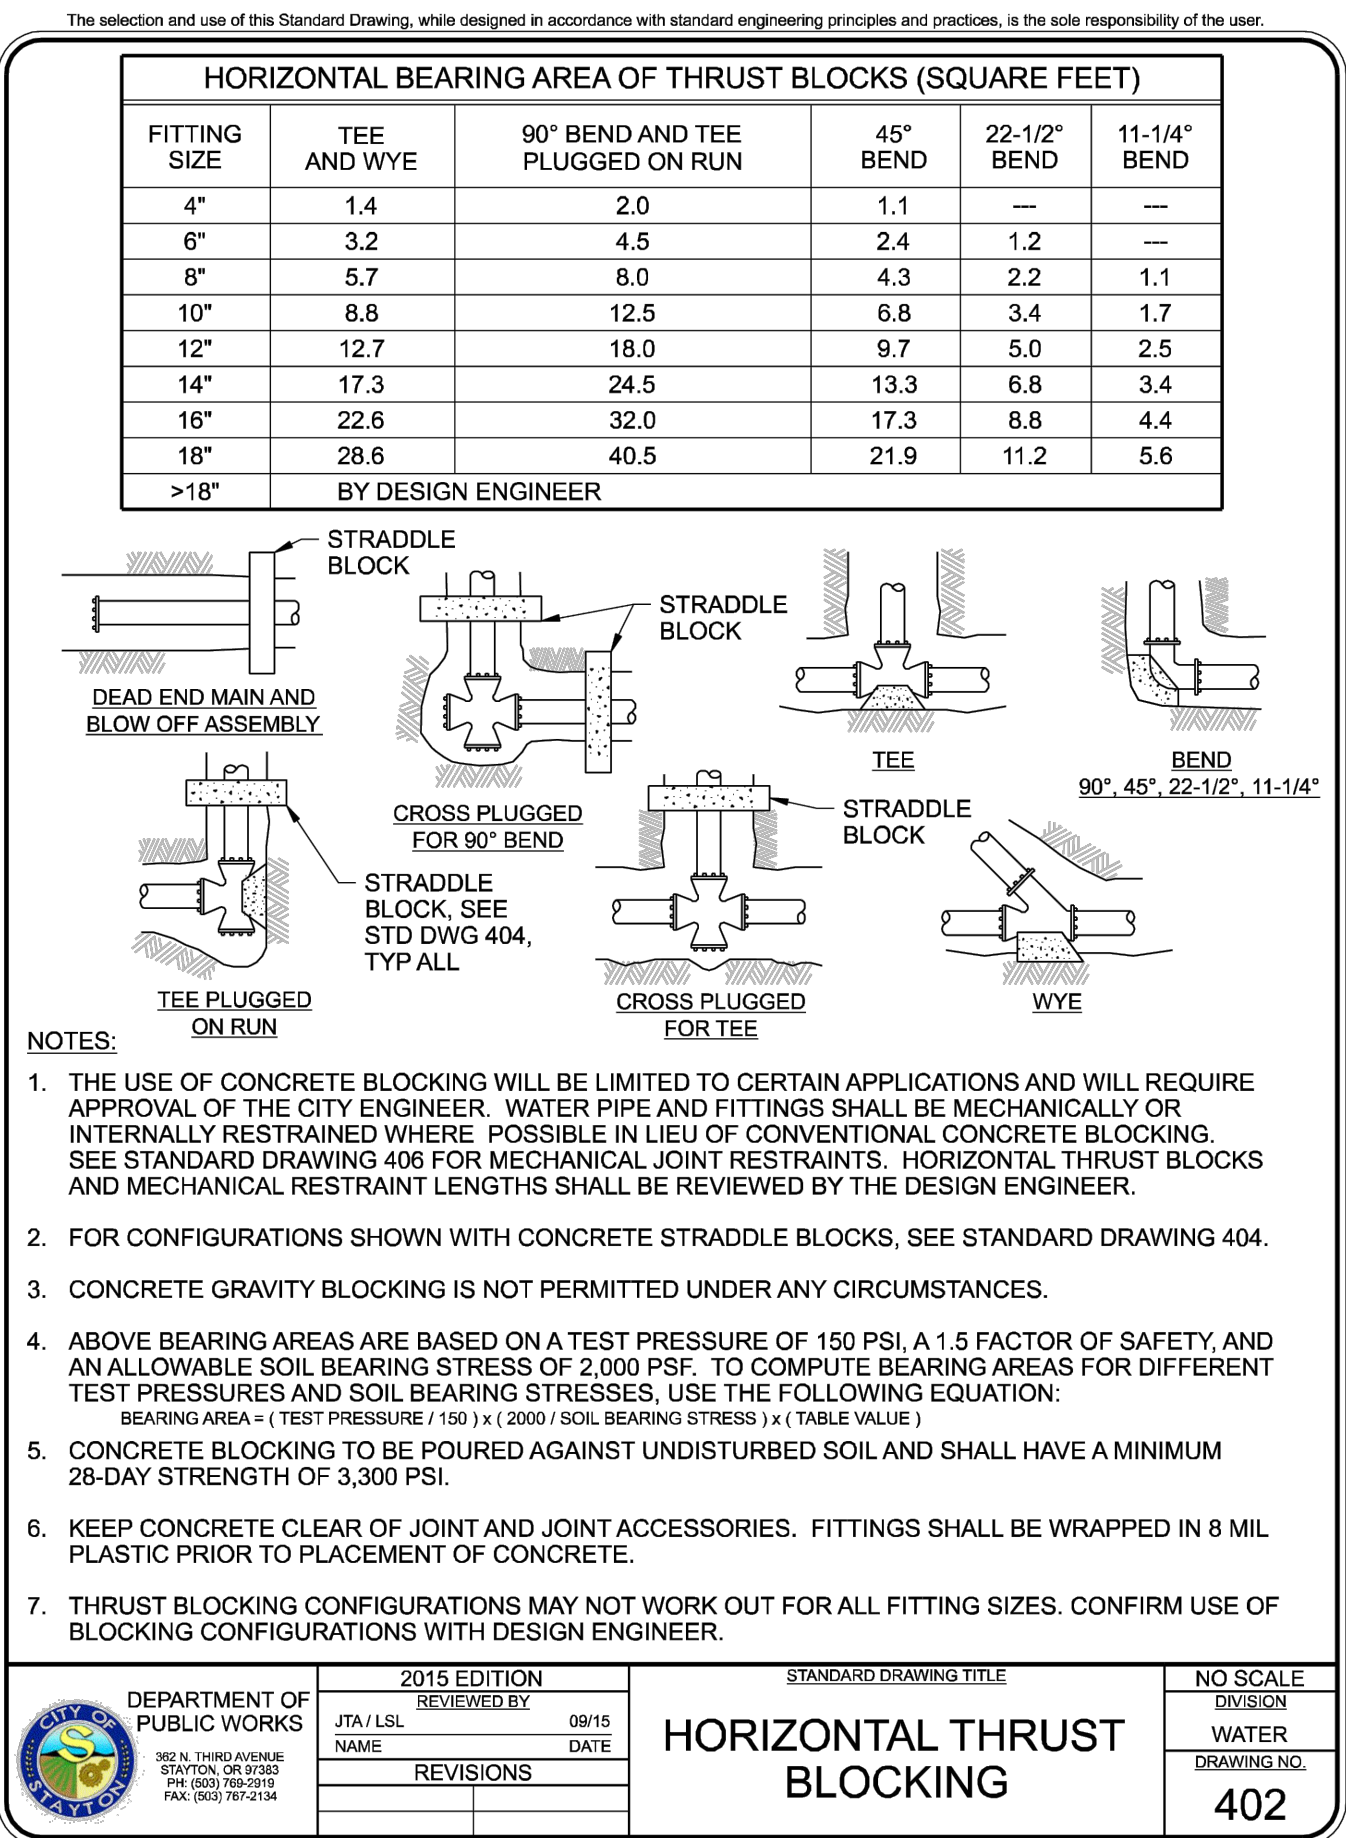 The selection and use of this Standard Drawing, while designed in accordance with standard engineering principles and practices, is the sole responsibility of the user.
HORIZONTAL BEARING AREA OF THRUST BLOCKS (SQUARE FEET)
FITTING SIZE TEE AND WYE 90° BEND AND TEE PLUGGED ON RUN 45° BEND 22-1/2° BEND 11-1/4° BEND
4" 1.4 2.0 1.1 --- ---
6" 3.2 4.5 2.4 1.2 ---
8" 5.7 8.0 4.3 2.2 1.1
10" 8.8 12.5 6.8 3.4 1.7
12" 12.7 18.0 9.7 5.0 2.5
14" 17.3 24.5 13.3 6.8 3.4
16" 22.6 32.0 17.3 8.8 4.4
18" 28.6 40.5 21.9 11.2 5.6
>18" BY DESIGN ENGINEER
STRADDLE
BLOCK
DEAD END MAIN AND
BLOW OFF ASSEMBLY
STRADDLE
BLOCK
CROSS PLUGGED
FOR 90° BEND
TEE
BEND
90°, 45°, 22-1/2°, 11-1/4°
STRADDLE
BLOCK, SEE
STD DWG 404,
TYP ALL
TEE PLUGGED
ON RUN
STRADDLE
BLOCK
CROSS PLUGGED
FOR TEE
WYE
NOTES:
1. THE USE OF CONCRETE BLOCKING WILL BE LIMITED TO CERTAIN APPLICATIONS AND WILL REQUIRE
APPROVAL OF THE CITY ENGINEER. WATER PIPE AND FITTINGS SHALL BE MECHANICALLY OR
INTERNALLY RESTRAINED WHERE POSSIBLE IN LIEU OF CONVENTIONAL CONCRETE BLOCKING.
SEE STANDARD DRAWING 406 FOR MECHANICAL JOINT RESTRAINTS. HORIZONTAL THRUST BLOCKS
AND MECHANICAL RESTRAINT LENGTHS SHALL BE REVIEWED BY THE DESIGN ENGINEER.
2. FOR CONFIGURATIONS SHOWN WITH CONCRETE STRADDLE BLOCKS, SEE STANDARD DRAWING 404.
3. CONCRETE GRAVITY BLOCKING IS NOT PERMITTED UNDER ANY CIRCUMSTANCES.
4. ABOVE BEARING AREAS ARE BASED ON A TEST PRESSURE OF 150 PSI, A 1.5 FACTOR OF SAFETY, AND
AN ALLOWABLE SOIL BEARING STRESS OF 2,000 PSF. TO COMPUTE BEARING AREAS FOR DIFFERENT
TEST PRESSURES AND SOIL BEARING STRESSES, USE THE FOLLOWING EQUATION:
BEARING AREA = ( TEST PRESSURE / 150 ) x ( 2000 / SOIL BEARING STRESS ) x ( TABLE VALUE )
5. CONCRETE BLOCKING TO BE POURED AGAINST UNDISTURBED SOIL AND SHALL HAVE A MINIMUM
28-DAY STRENGTH OF 3,300 PSI.
6. KEEP CONCRETE CLEAR OF JOINT AND JOINT ACCESSORIES. FITTINGS SHALL BE WRAPPED IN 8 MIL
PLASTIC PRIOR TO PLACEMENT OF CONCRETE.
7. THRUST BLOCKING CONFIGURATIONS MAY NOT WORK OUT FOR ALL FITTING SIZES. CONFIRM USE OF
BLOCKING CONFIGURATIONS WITH DESIGN ENGINEER.
CITY OF STAYTON
S
DEPARTMENT OF
PUBLIC WORKS
362 N. THIRD AVENUE
STAYTON, OR 97383
PH: (503) 769-2919
FAX: (503) 767-2134
2015 EDITION
REVIEWED BY
JTA / LSL 09/15
NAME DATE
REVISIONS
STANDARD DRAWING TITLE
HORIZONTAL THRUST
BLOCKING
NO SCALE
DIVISION
WATER
DRAWING NO.
402